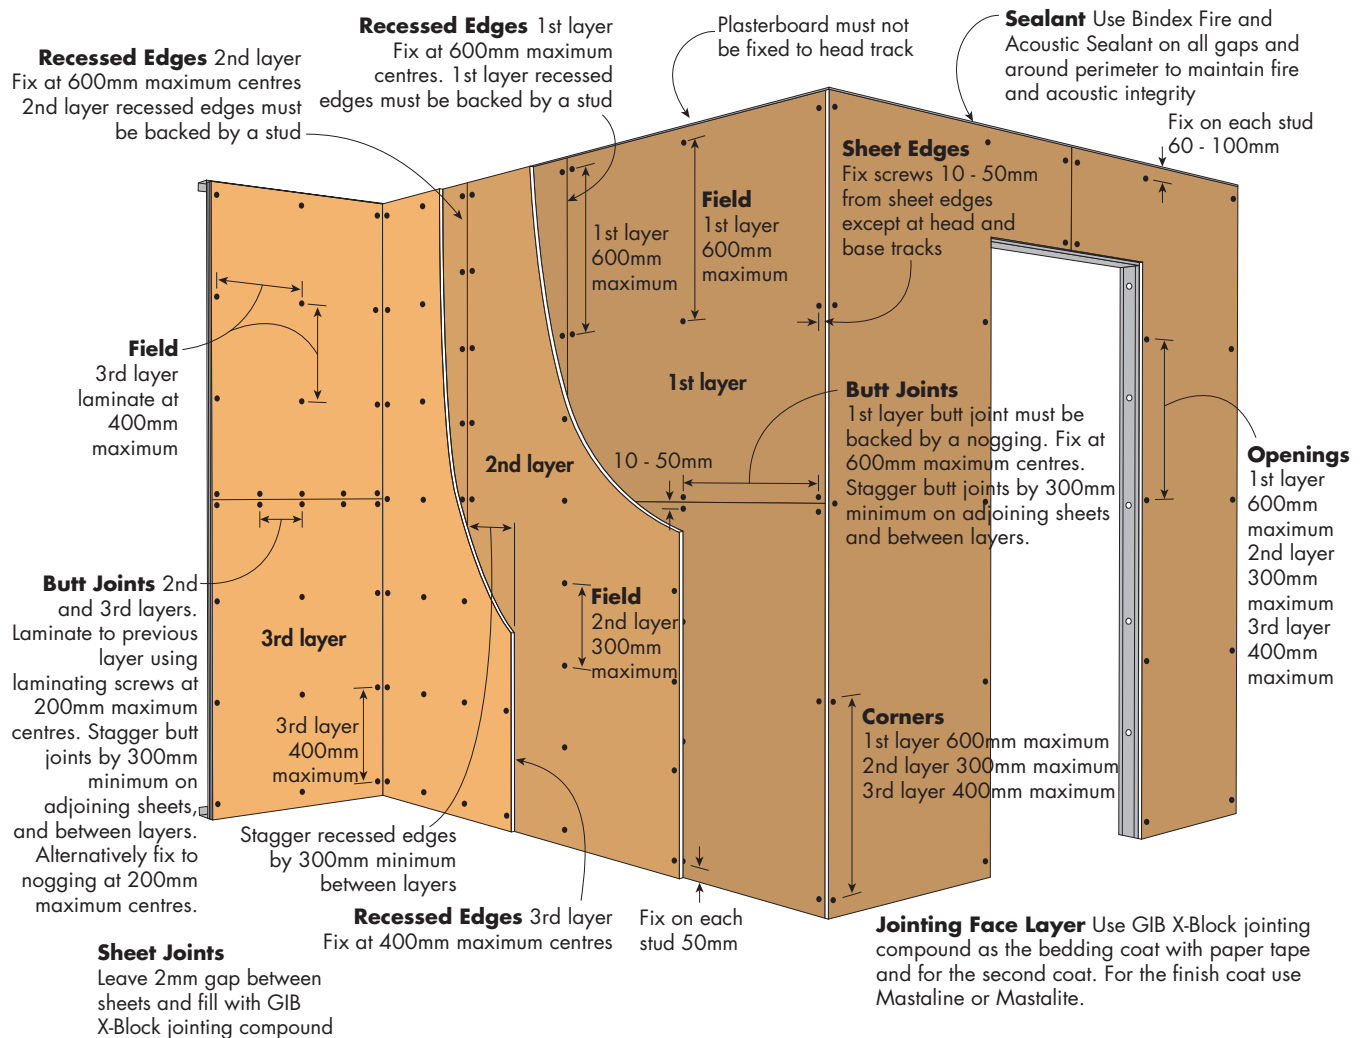 Recessed Edges 2nd layer
Fix at 600mm maximum centres
2nd layer recessed edges must
be backed by a stud
Recessed Edges 1st layer
Fix at 600mm maximum
centres. 1st layer recessed
edges must be backed by a stud
Plasterboard must not
be fixed to head track
Sealant Use Bindex Fire and
Acoustic Sealant on all gaps and
around perimeter to maintain fire
and acoustic integrity
Fix on each stud
60 - 100mm
Sheet Edges
Fix screws 10 - 50mm
from sheet edges
except at head and
base tracks
Field
1st layer
600mm
maximum
1st layer
600mm
maximum
Field
3rd layer
laminate at
400mm
maximum
1st layer
2nd layer
3rd layer
10 - 50mm
Butt Joints
1st layer butt joint must be
backed by a nogging. Fix at
600mm maximum centres.
Stagger butt joints by 300mm
minimum on adjoining sheets
and between layers.
Openings
1st layer
600mm
maximum
2nd layer
300mm
maximum
3rd layer
400mm
maximum
Butt Joints 2nd
and 3rd layers.
Laminate to previous
layer using
laminating screws at
200mm maximum
centres. Stagger butt
joints by 300mm
minimum on
adjoining sheets,
and between layers.
Alternatively fix to
nogging at 200mm
maximum centres.
Field
2nd layer
300mm
maximum
3rd layer
400mm
maximum
Corners
1st layer 600mm maximum
2nd layer 300mm maximum
3rd layer 400mm maximum
Stagger recessed edges
by 300mm minimum
between layers
Recessed Edges 3rd layer
Fix at 400mm maximum centres
Fix on each
stud 50mm
Sheet Joints
Leave 2mm gap between
sheets and fill with GIB
X-Block jointing compound
Jointing Face Layer Use GIB X-Block jointing
compound as the bedding coat with paper tape
and for the second coat. For the finish coat use
Mastaline or Mastalite.